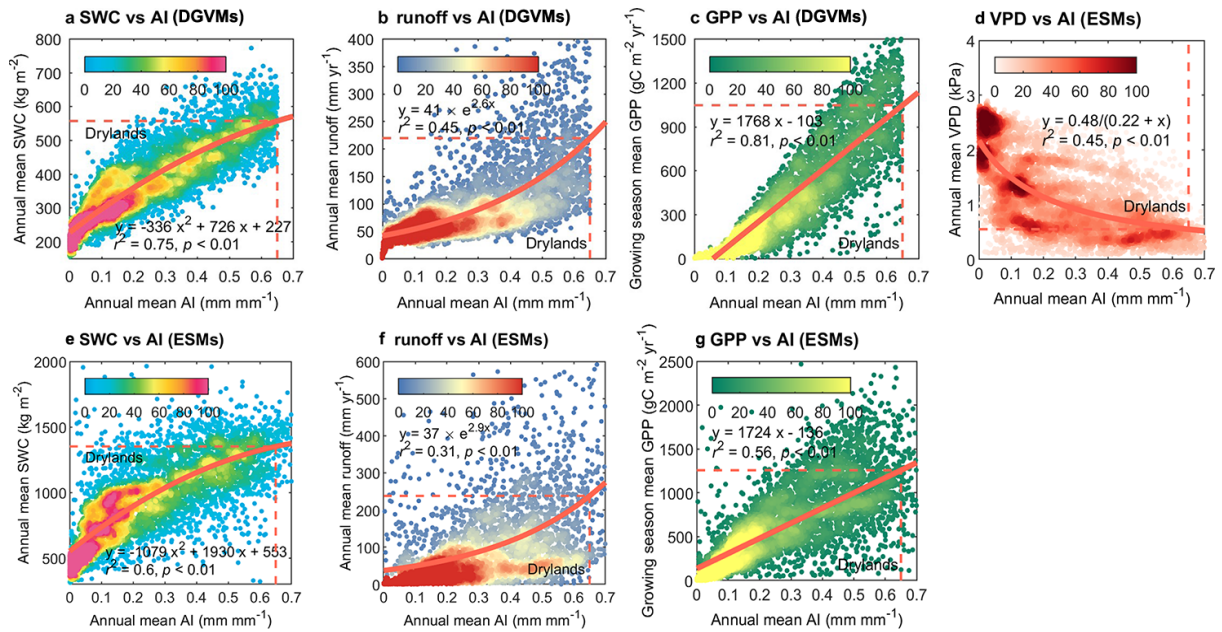 a SWC vs AI (DGVMs)
800
700
600
500
400
300
200
0 20 40 60 80 100
Drylands
y = -336 x² + 726 x + 227
r² = 0.75, p < 0.01
0 0.1 0.2 0.3 0.4 0.5 0.6 0.7
Annual mean SWC (kg m⁻²)
Annual mean AI (mm mm⁻¹)
b runoff vs AI (DGVMs)
400
350
300
250
200
150
100
50
0
0 20 40 60 80 100
y = 41 × e^2.6x
r² = 0.45, p < 0.01
Drylands
0 0.1 0.2 0.3 0.4 0.5 0.6 0.7
Annual mean runoff (mm yr⁻¹)
Annual mean AI (mm mm⁻¹)
c GPP vs AI (DGVMs)
1500
1200
900
600
300
0
0 20 40 60 80 100
y = 1768 x - 103
r² = 0.81, p < 0.01
Drylands
0 0.1 0.2 0.3 0.4 0.5 0.6 0.7
Growing season mean GPP (gC m⁻² yr⁻¹)
Annual mean AI (mm mm⁻¹)
d VPD vs AI (ESMs)
4
3
2
1
0
0 20 40 60 80 100
y = 0.48/(0.22 + x)
r² = 0.45, p < 0.01
Drylands
0 0.1 0.2 0.3 0.4 0.5 0.6 0.7
Annual mean VPD (kPa)
Annual mean AI (mm mm⁻¹)
e SWC vs AI (ESMs)
2000
1500
1000
500
0 20 40 60 80 100
Drylands
y = -1079 x² + 1930 x + 553
r² = 0.6, p < 0.01
0 0.1 0.2 0.3 0.4 0.5 0.6 0.7
Annual mean SWC (kg m⁻²)
Annual mean AI (mm mm⁻¹)
f runoff vs AI (ESMs)
600
500
400
300
200
100
0
0 20 40 60 80 100
y = 37 × e^2.9x
r² = 0.31, p < 0.01
Drylands
0 0.1 0.2 0.3 0.4 0.5 0.6 0.7
Annual mean runoff (mm yr⁻¹)
Annual mean AI (mm mm⁻¹)
g GPP vs AI (ESMs)
2500
2000
1500
1000
500
0
0 20 40 60 80 100
y = 1724 x - 136
r² = 0.56, p < 0.01
Drylands
0 0.1 0.2 0.3 0.4 0.5 0.6 0.7
Growing season mean GPP (gC m⁻² yr⁻¹)
Annual mean AI (mm mm⁻¹)